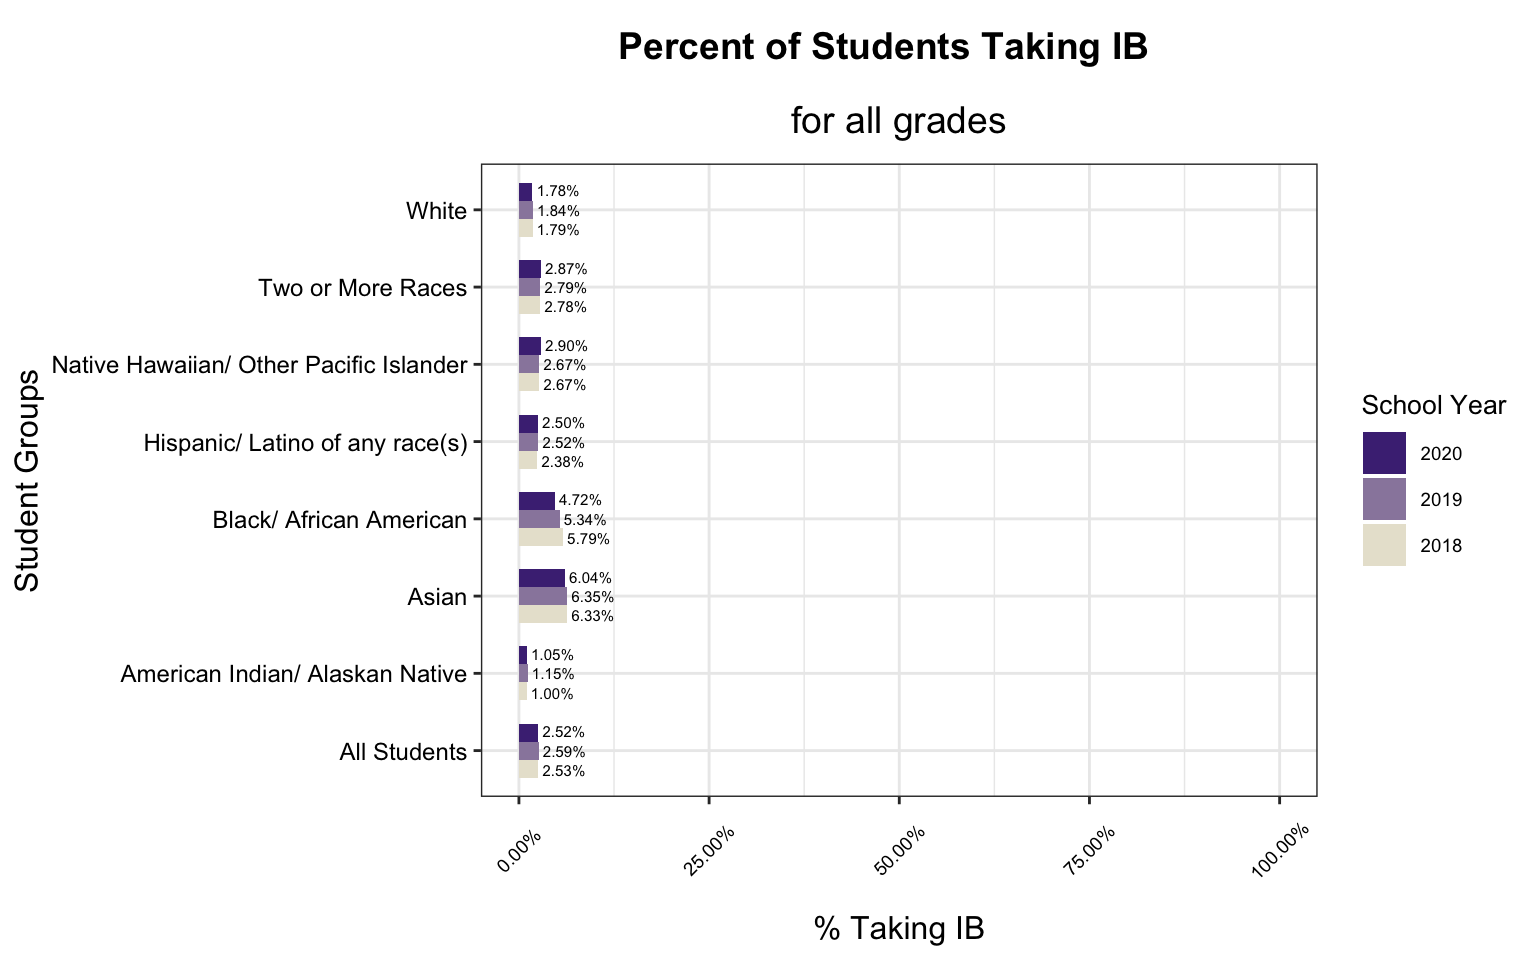 Percent of Students Taking IB
for all grades
Student Groups
White
1.78%
1.84%
1.79%
Two or More Races
2.87%
2.79%
2.78%
Native Hawaiian/ Other Pacific Islander
2.90%
2.67%
2.67%
Hispanic/ Latino of any race(s)
2.50%
2.52%
2.38%
Black/ African American
4.72%
5.34%
5.79%
Asian
6.04%
6.35%
6.33%
American Indian/ Alaskan Native
1.05%
1.15%
1.00%
All Students
2.52%
2.59%
2.53%
0.00%
25.00%
50.00%
75.00%
100.00%
% Taking IB
School Year
2020
2019
2018